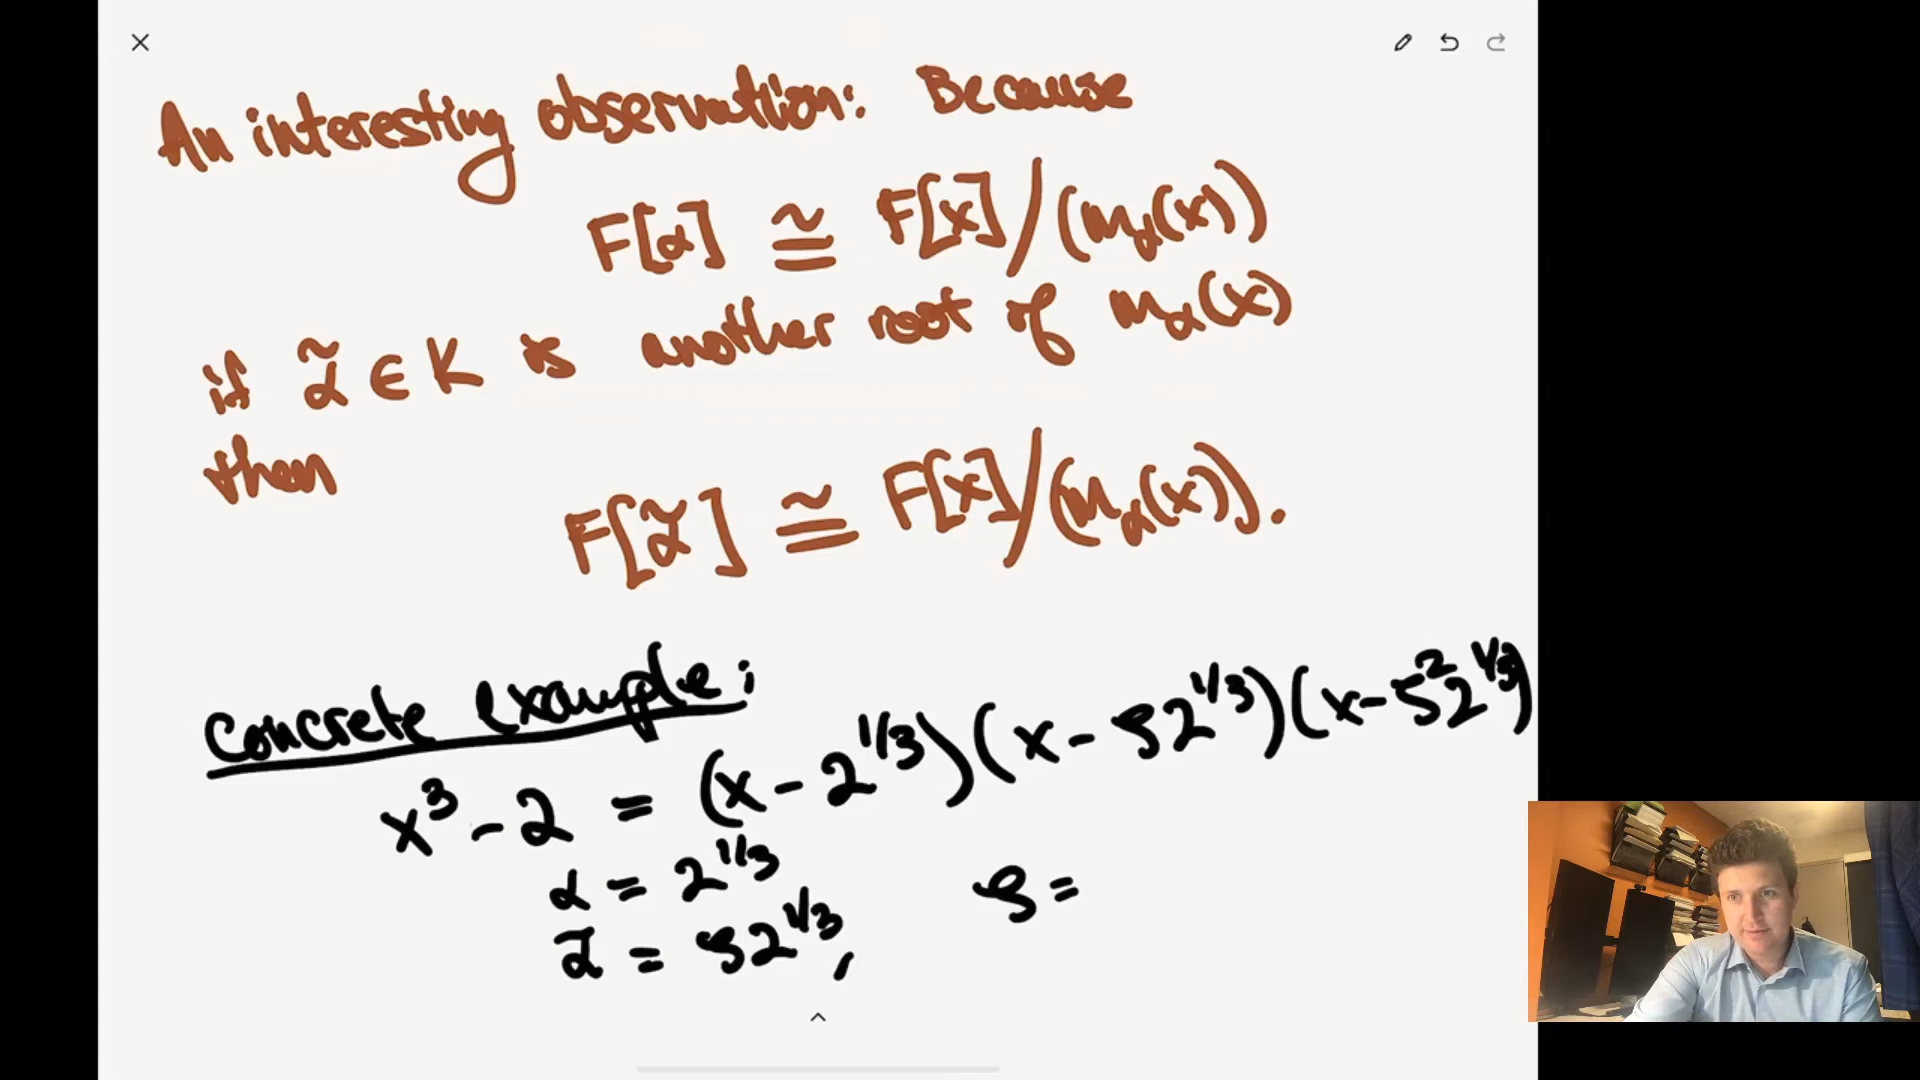 An interesting observation: Because
F[α] ≅ F[x]/(m_α(x))
if α̃ ∈ K is another root of m_α(x)
then
F[α̃] ≅ F[x]/(m_α(x)).
Concrete example:
x³ - 2 = (x - 2^{1/3})(x - ζ2^{1/3})(x - ζ²2^{1/3})
α = 2^{1/3}
α̃ = ζ2^{1/3},
ζ =